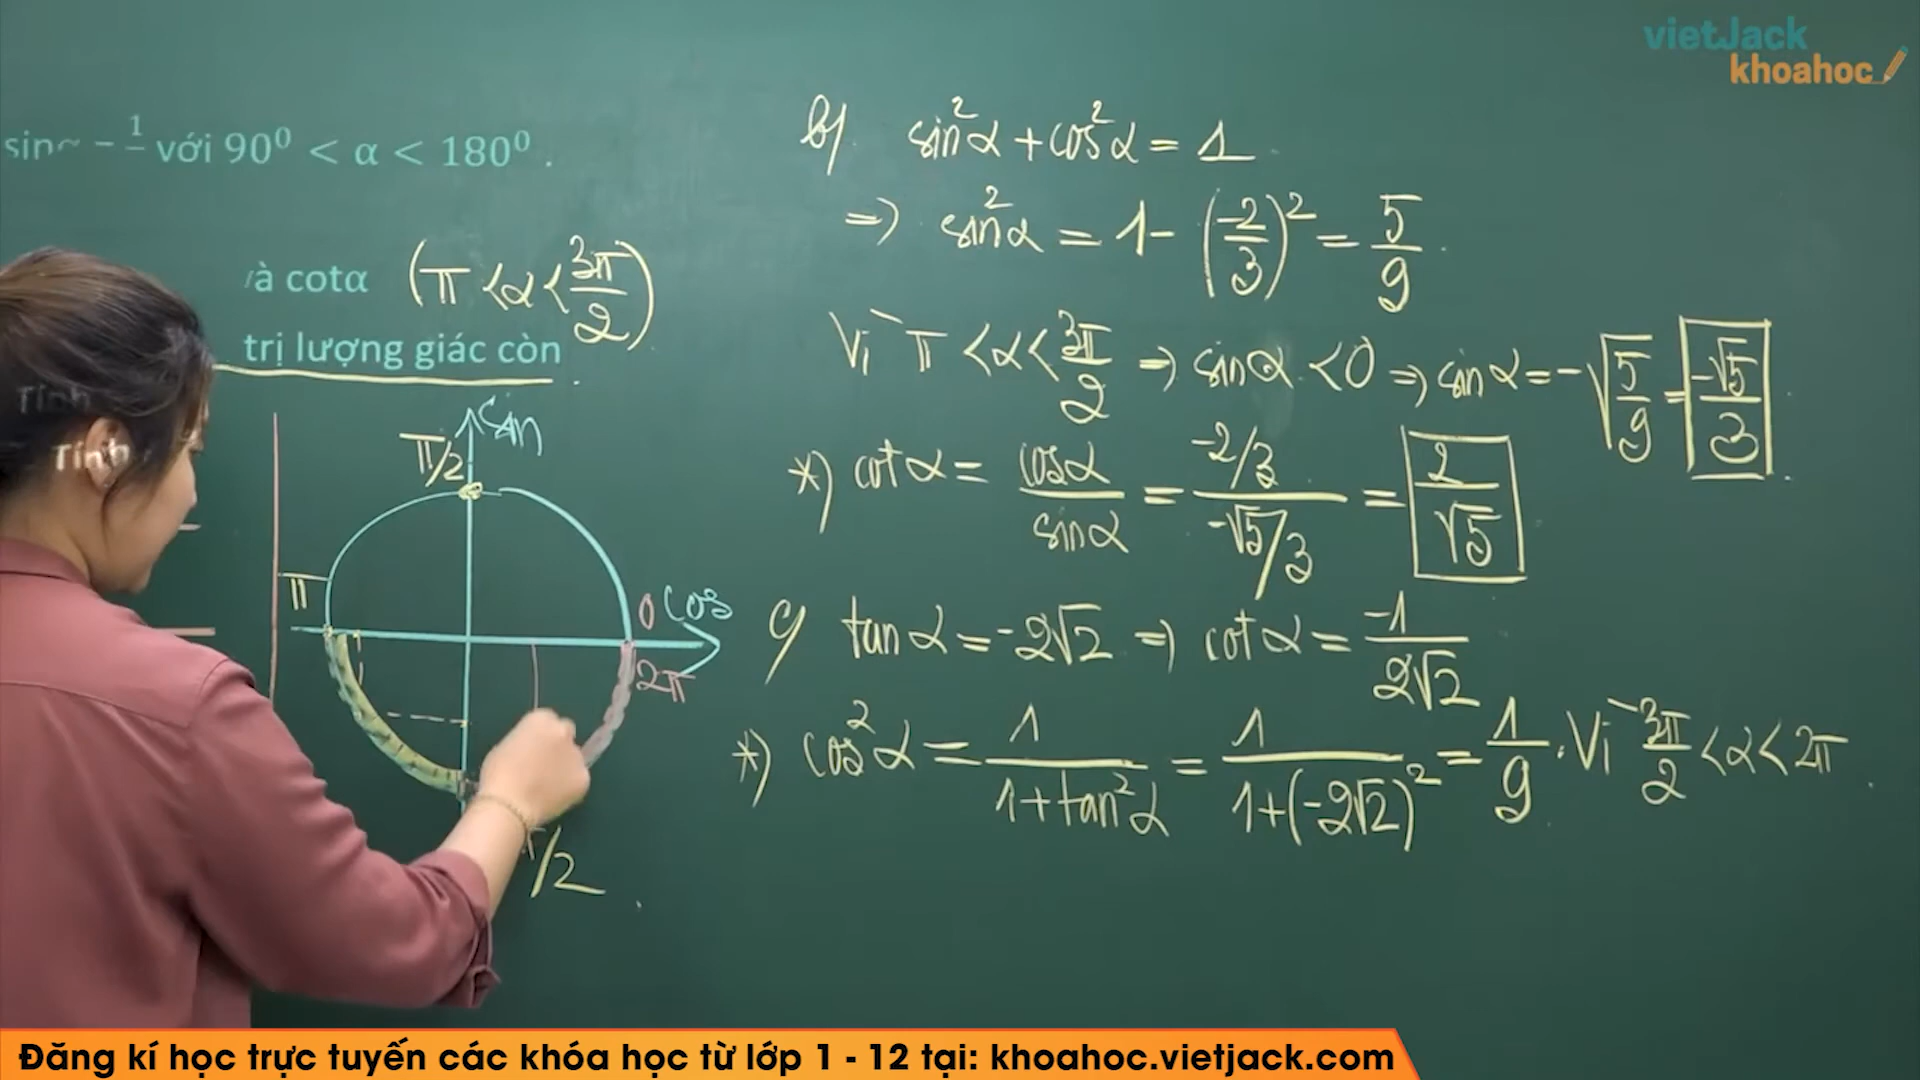 vietJack
khoahoc
sinα = 1 với 90⁰ < α < 180⁰ .
và cotα (π < α < 3π/2)
trị lượng giác còn
Tính
Tính
sin
π/2
π
0 cos
2π
/2
b) sin²α + cos²α = 1
=> sin²α = 1 - (-2/3)² = 5/9
Vì π < α < 3π/2 => sinα < 0 => sinα = -√(5/9) = -√5/3
*) cotα = cosα/sinα = (-2/3)/(-√5/3) = 2/√5
c) tanα = -2√2 => cotα = -1/(2√2)
*) cos²α = 1/(1+tan²α) = 1/(1+(-2√2)²) = 1/9 . Vì 3π/2 < α < 2π
Đăng kí học trực tuyến các khóa học từ lớp 1 - 12 tại: khoahoc.vietjack.com